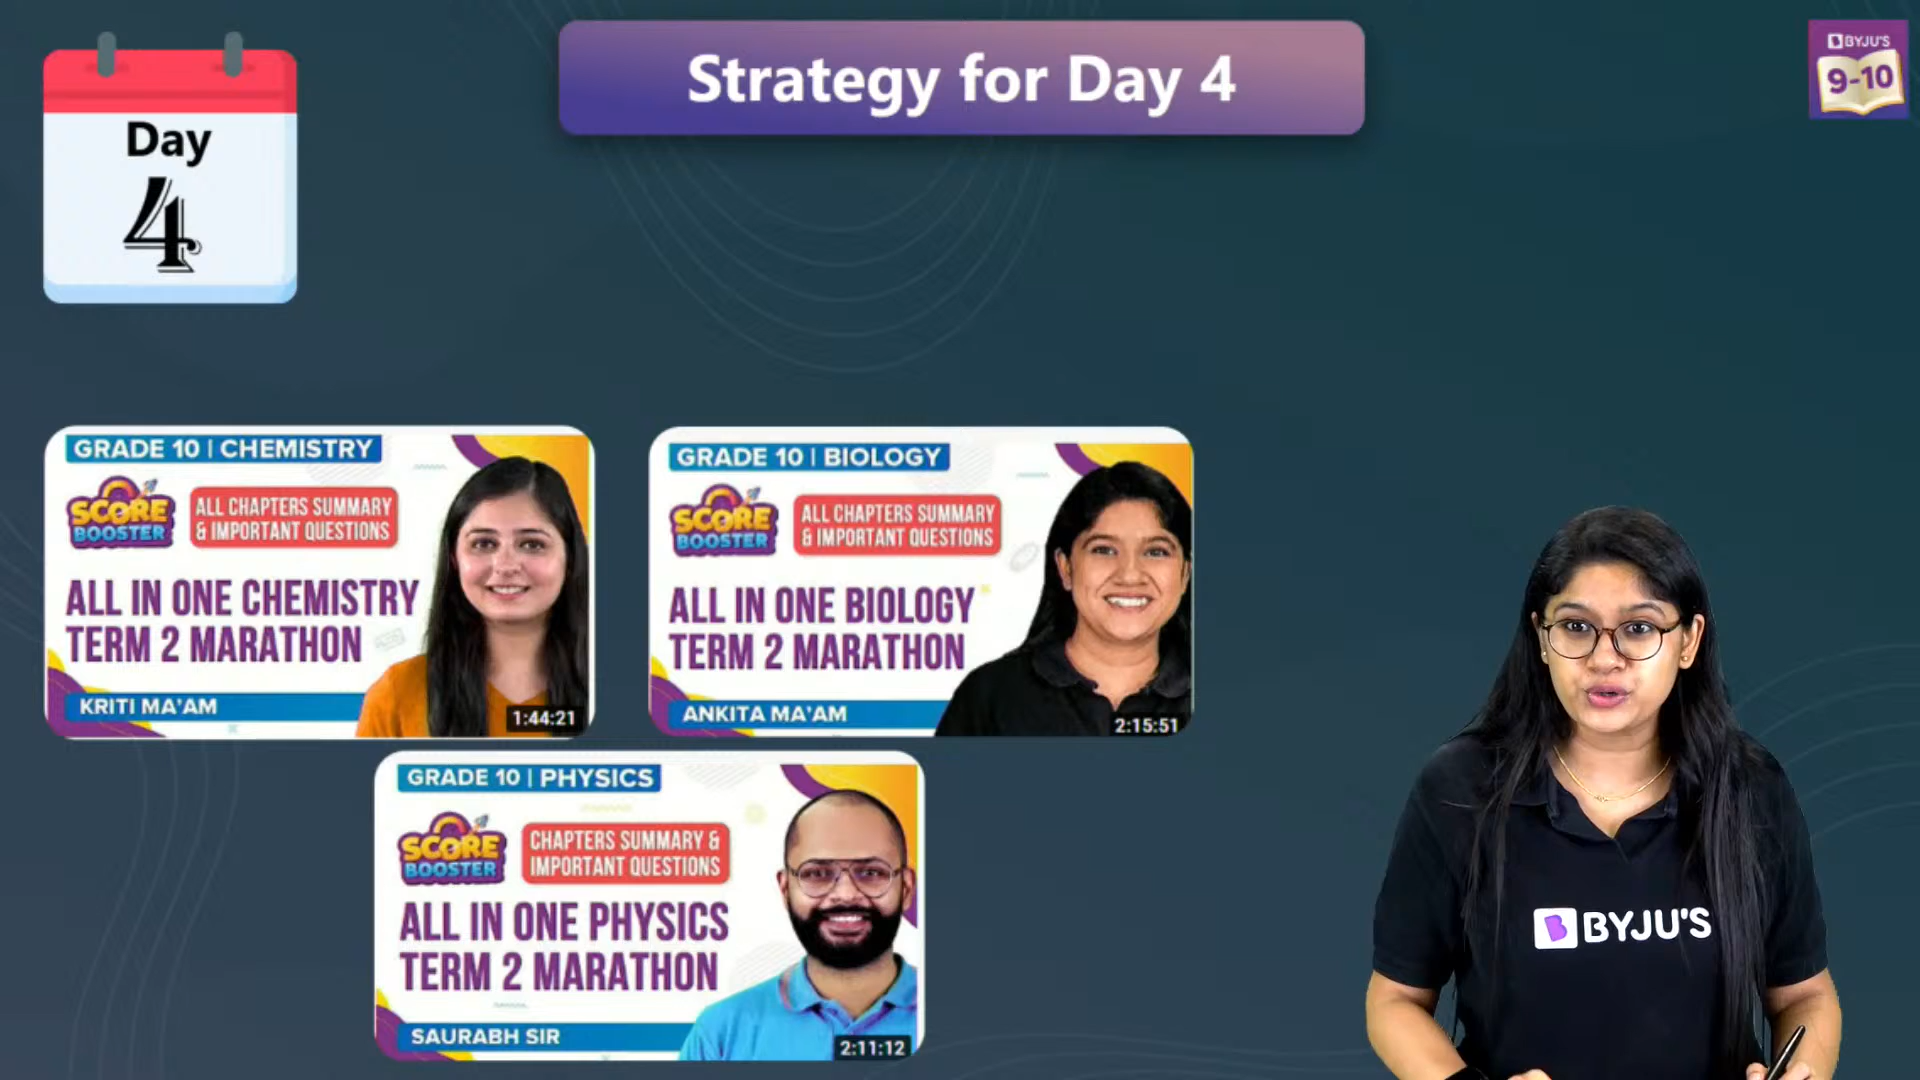 Strategy for Day 4
BYJU'S
9-10
Day
4
GRADE 10 | CHEMISTRY
SCORE
BOOSTER
ALL CHAPTERS SUMMARY
& IMPORTANT QUESTIONS
ALL IN ONE CHEMISTRY
TERM 2 MARATHON
KRITI MA'AM
1:44:21
GRADE 10 | BIOLOGY
SCORE
BOOSTER
ALL CHAPTERS SUMMARY
& IMPORTANT QUESTIONS
ALL IN ONE BIOLOGY
TERM 2 MARATHON
ANKITA MA'AM
2:15:51
GRADE 10 | PHYSICS
SCORE
BOOSTER
CHAPTERS SUMMARY &
IMPORTANT QUESTIONS
ALL IN ONE PHYSICS
TERM 2 MARATHON
SAURABH SIR
2:11:12
BYJU'S